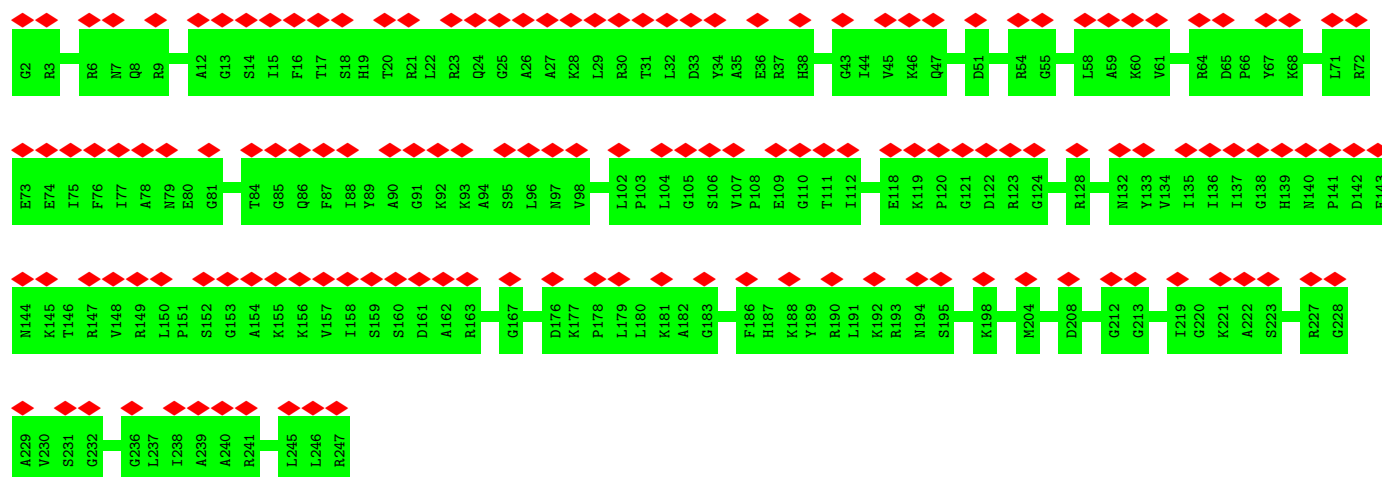 G2 R3 R6 N7 Q8 R9 A12 G13 S14 I15 F16 T17 S18 H19 T20 R21 L22 R23 Q24 G25 A26 A27 K28 L29 R30 T31 L32 D33 Y34 A35 E36 R37 H38 G43 I44 V45 K46 Q47 D51 R54 G55 L58 A59 K60 V61 R64 D65 P66 Y67 K68 L71 R72
E73 E74 I75 F76 I77 A78 N79 E80 G81 T84 G85 Q86 F87 I88 Y89 A90 G91 K92 K93 A94 S95 L96 N97 V98 L102 P103 L104 G105 S106 V107 P108 E109 G110 T111 I112 E118 K119 P120 G121 D122 R123 G124 R128 N132 Y133 V134 I135 I136 I137 G138 H139 N140 P141 D142 E143
N144 K145 T146 R147 V148 R149 L150 P151 S152 G153 A154 K155 K156 V157 I158 S159 S160 D161 A162 R163 G167 D176 K177 P178 L179 L180 K181 A182 G183 F186 H187 K188 Y189 R190 L191 K192 R193 N194 S195 K198 M204 D208 G212 G213 I219 G220 K221 A222 S223 R227 G228
A229 V230 S231 G232 G236 L237 I238 A239 A240 R241 L245 L246 R247